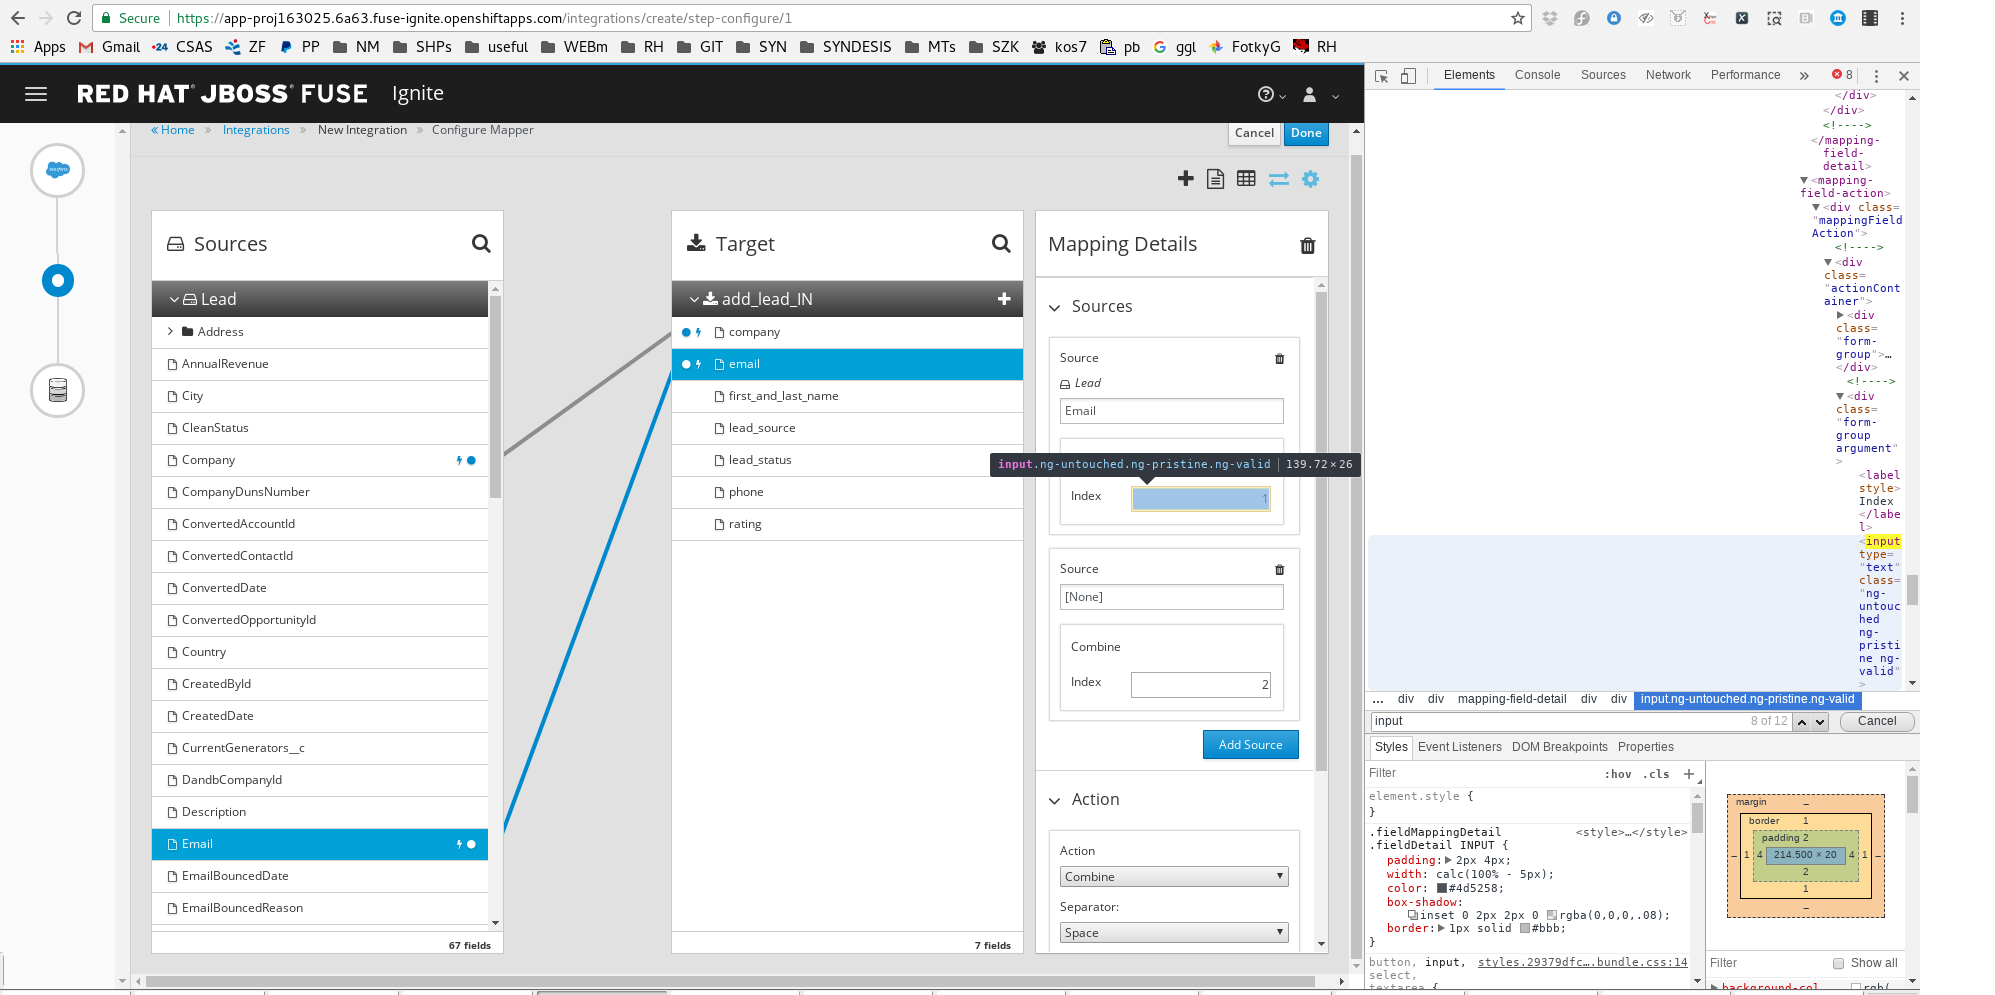 Secure https://app-proj163025.6a63.fuse-ignite.openshiftapps.com/integrations/create/step-configure/1
Apps Gmail CSAS ZF PP NM SHPs useful WEBm RH GIT SYN SYNDESIS MTs SZK kos7 pb ggl FotkyG RH
RED HAT JBOSS FUSE Ignite
Home » Integrations » New Integration » Configure Mapper
Cancel Done
Sources
Lead
Address
AnnualRevenue
City
CleanStatus
Company
CompanyDunsNumber
ConvertedAccountId
ConvertedContactId
ConvertedDate
ConvertedOpportunityId
Country
CreatedById
CreatedDate
CurrentGenerators__c
DandbCompanyId
Description
Email
EmailBouncedDate
EmailBouncedReason
67 fields
Target
add_lead_IN
company
email
first_and_last_name
lead_source
lead_status
phone
rating
7 fields
Mapping Details
Sources
Source
Lead
Email
input.ng-untouched.ng-pristine.ng-valid | 139.72×26
Index 1
Source
[None]
Combine
Index 2
Add Source
Action
Action
Combine
Separator:
Space
Elements Console Sources Network Performance » 8
</div>
</div>
<!---->
</mapping-
field-
detail>
<mapping-
field-action>
<div class=
"mappingField
Action">
<!---->
<div
class=
"actionCont
ainer">
<div
class=
"form-
group">…
</div>
<!---->
<div
class=
"form-
group
argument"
>
<label
style>
Index
</labe
l>
<input
type=
"text"
class=
"ng-
untouc
hed
ng-
pristi
ne ng-
valid"
>
... div div mapping-field-detail div div input.ng-untouched.ng-pristine.ng-valid
input 8 of 12 Cancel
Styles Event Listeners DOM Breakpoints Properties
Filter :hov .cls +
element.style {
}
.fieldMappingDetail <style>…</style>
.fieldDetail INPUT {
padding: 2px 4px;
width: calc(100% - 5px);
color: #4d5258;
box-shadow:
inset 0 2px 2px 0 rgba(0,0,0,.08);
border: 1px solid #bbb;
}
button, input, styles.29379dfc….bundle.css:14
select,
textarea {
margin –
border 1
padding 2
– 1 4 214.500 × 20 4 1 –
2
1
–
Filter Show all
background-col rgb(